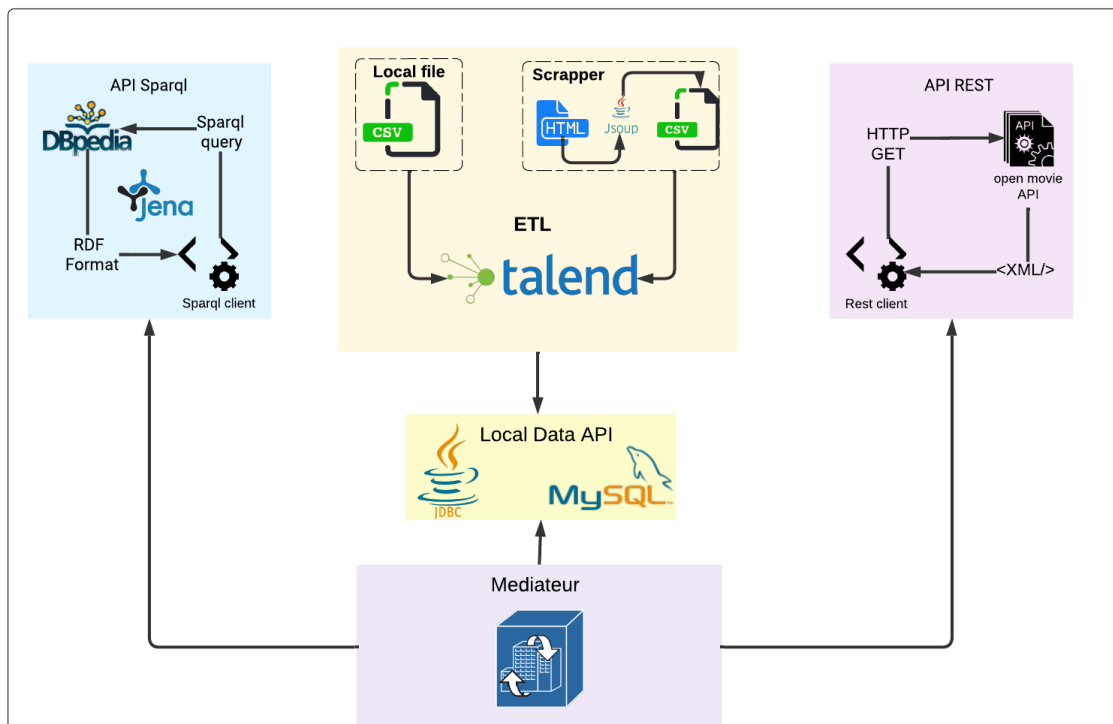 API Sparql
DBpedia
Sparql
query
Jena
RDF
Format
Sparql client
Local file
CSV
Scrapper
HTML
Jsoup
CSV
ETL
talend
API REST
HTTP
GET
API
open movie
API
<XML/>
Rest client
Local Data API
JDBC
MySQL™
Mediateur